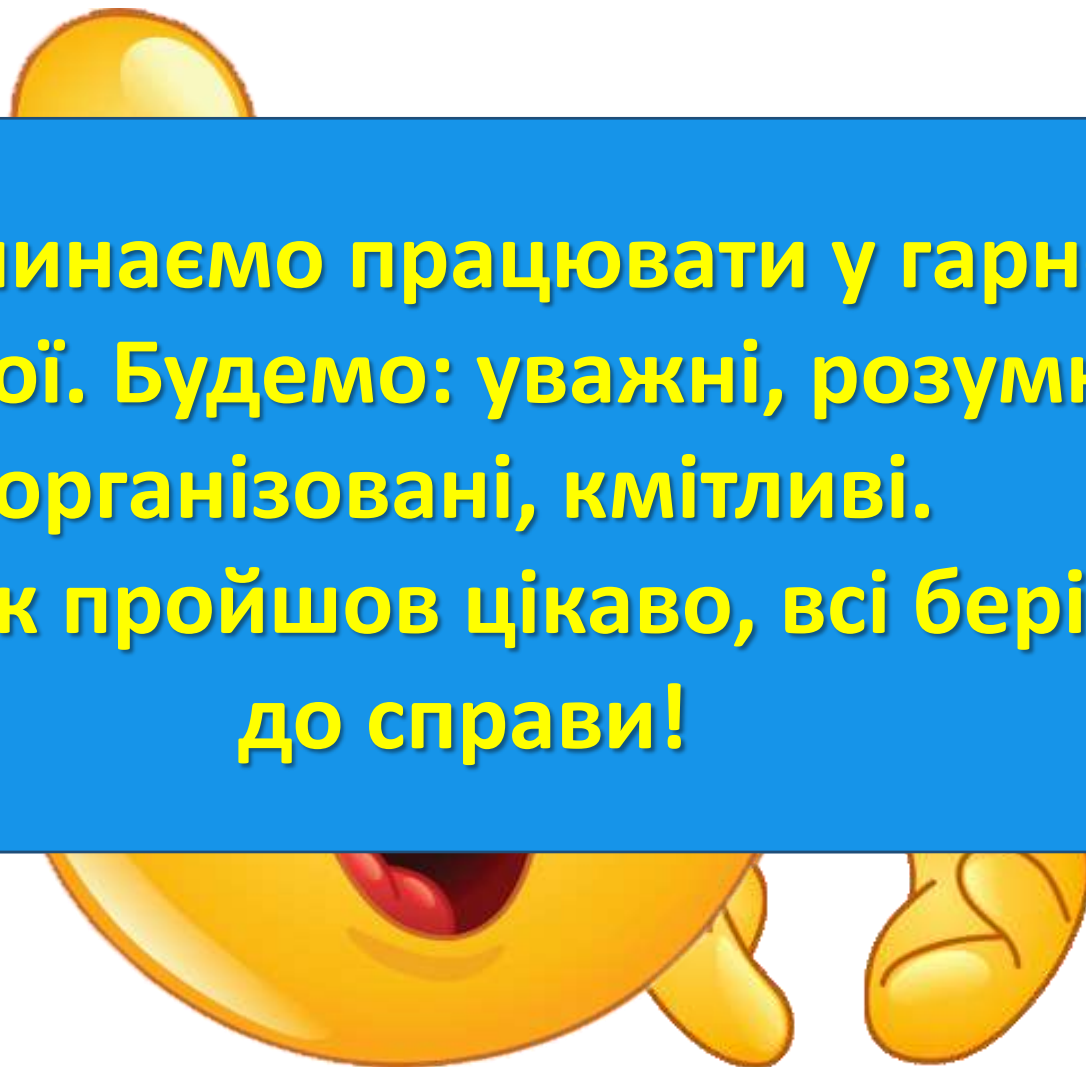 инаємо працювати у гарн
ої. Будемо: уважні, розумн
організовані, кмітливі.
к пройшов цікаво, всі бері
до справи!